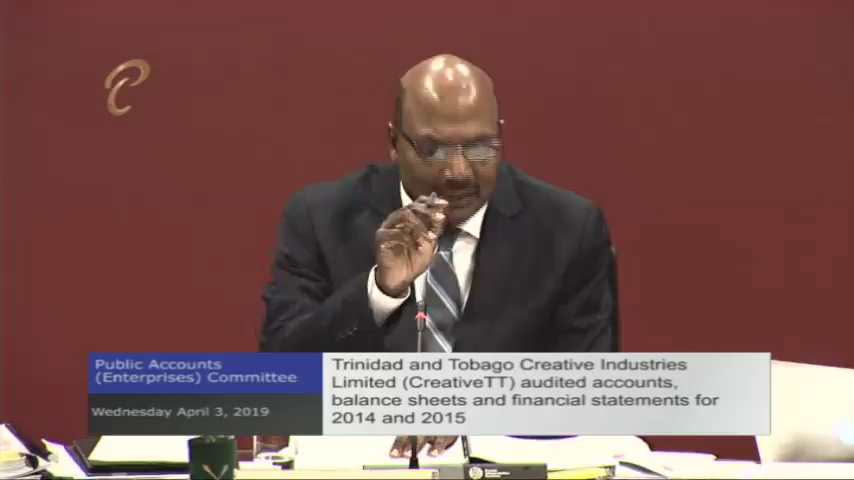 Public Accounts
(Enterprises) Committee
Wednesday April 3, 2019
Trinidad and Tobago Creative Industries
Limited (CreativeTT) audited accounts,
balance sheets and financial statements for
2014 and 2015